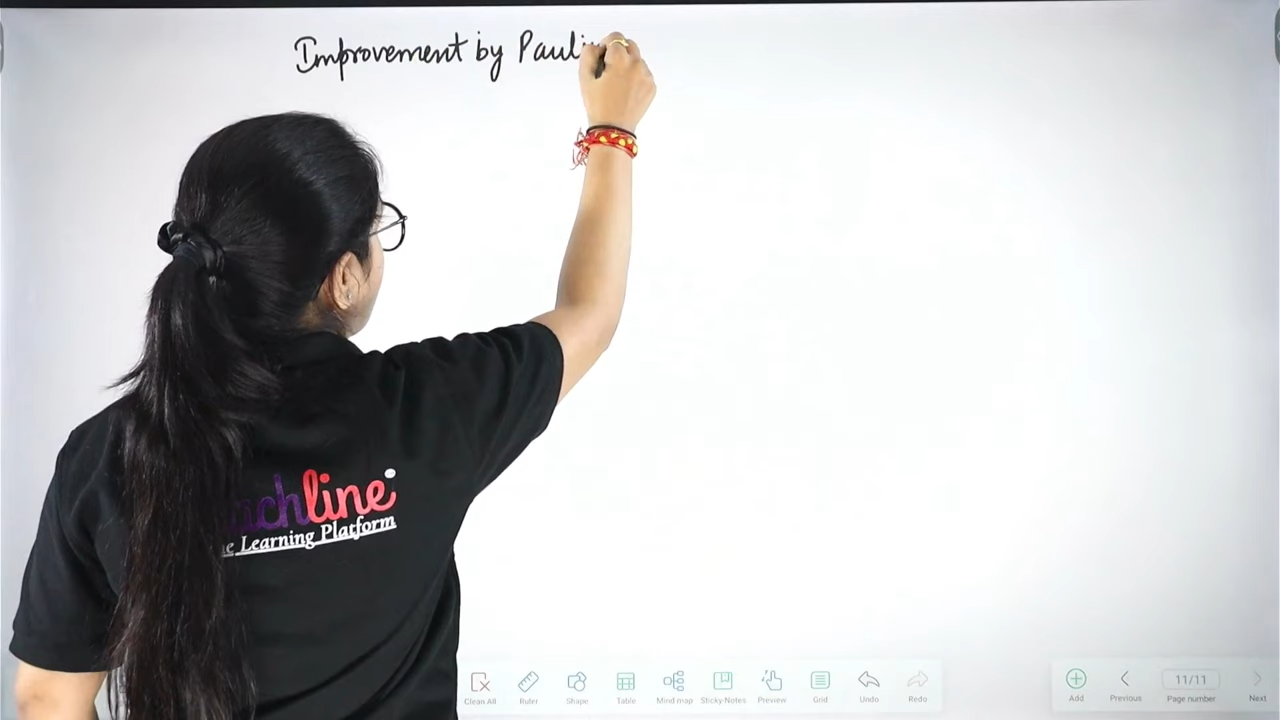 Improvement by Pauli
line
Learning Platform
Clean All
Ruler
Shape
Table
Mind map
Sticky-Notes
Preview
Grid
Undo
Redo
Add
Previous
11/11
Page number
Next